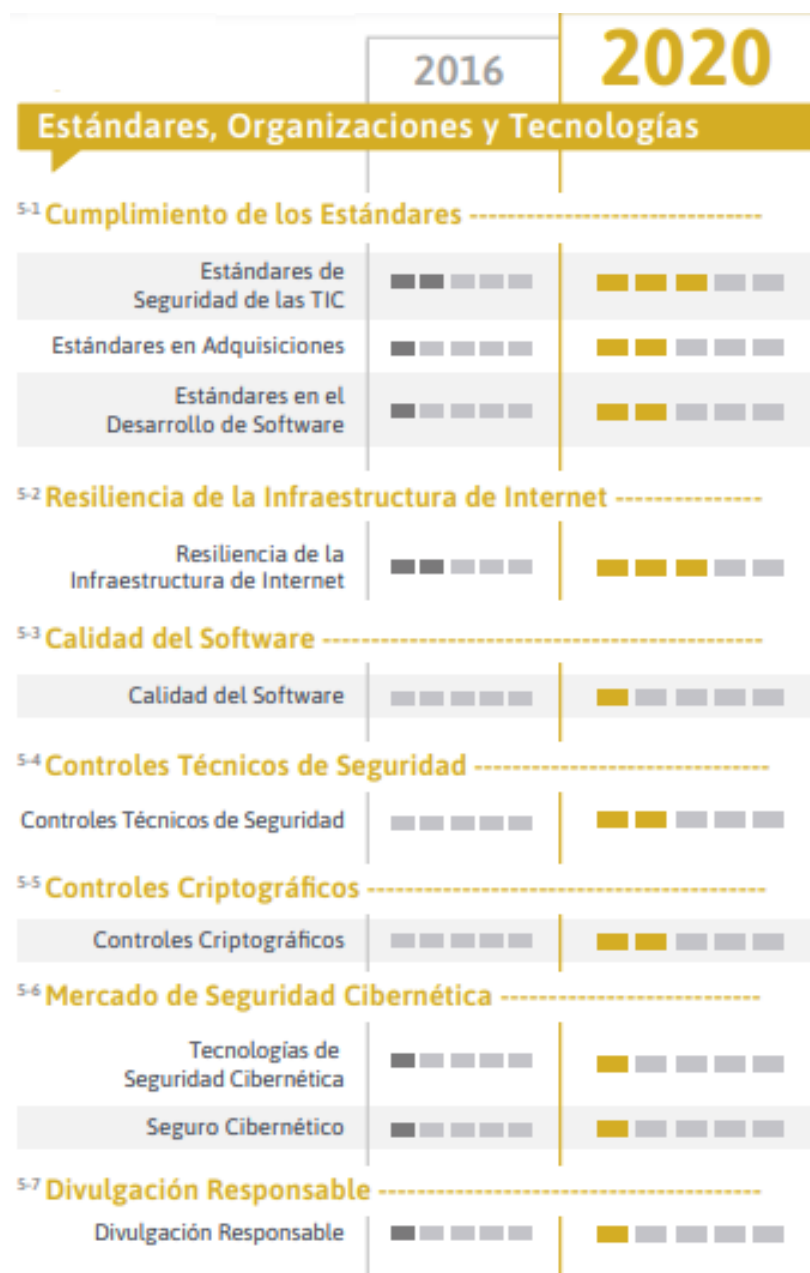 2016
2020
Estándares, Organizaciones y Tecnologías
5-1 Cumplimiento de los Estándares
Estándares de
Seguridad de las TIC
Estándares en Adquisiciones
Estándares en el
Desarrollo de Software
5-2 Resiliencia de la Infraestructura de Internet
Resiliencia de la
Infraestructura de Internet
5-3 Calidad del Software
Calidad del Software
5-4 Controles Técnicos de Seguridad
Controles Técnicos de Seguridad
5-5 Controles Criptográficos
Controles Criptográficos
5-6 Mercado de Seguridad Cibernética
Tecnologías de
Seguridad Cibernética
Seguro Cibernético
5-7 Divulgación Responsable
Divulgación Responsable